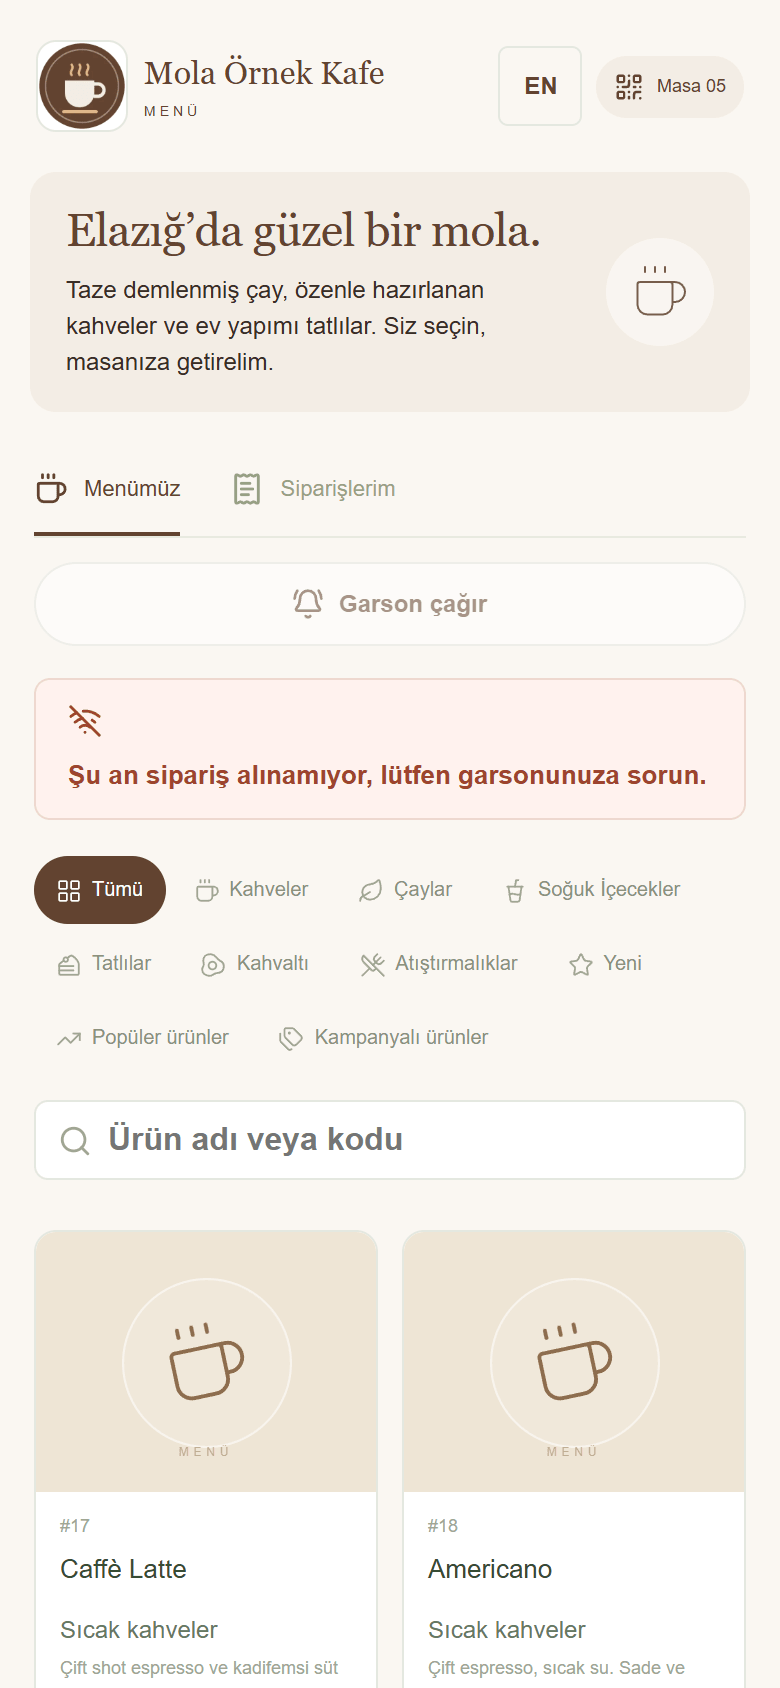 Mola Örnek Kafe
MENÜ
EN
Masa 05
Elazığ’da güzel bir mola.
Taze demlenmiş çay, özenle hazırlanan
kahveler ve ev yapımı tatlılar. Siz seçin,
masanıza getirelim.
Menümüz
Siparişlerim
Garson çağır
Şu an sipariş alınamıyor, lütfen garsonunuza sorun.
Tümü
Kahveler
Çaylar
Soğuk İçecekler
Tatlılar
Kahvaltı
Atıştırmalıklar
Yeni
Popüler ürünler
Kampanyalı ürünler
Ürün adı veya kodu
MENÜ
#17
Caffè Latte
Sıcak kahveler
Çift shot espresso ve kadifemsi süt
MENÜ
#18
Americano
Sıcak kahveler
Çift espresso, sıcak su. Sade ve